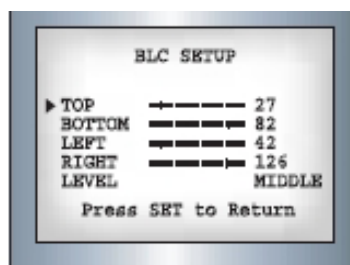 BLC SETUP
TOP 27
BOTTOM 82
LEFT 42
RIGHT 126
LEVEL MIDDLE
Press SET to Return